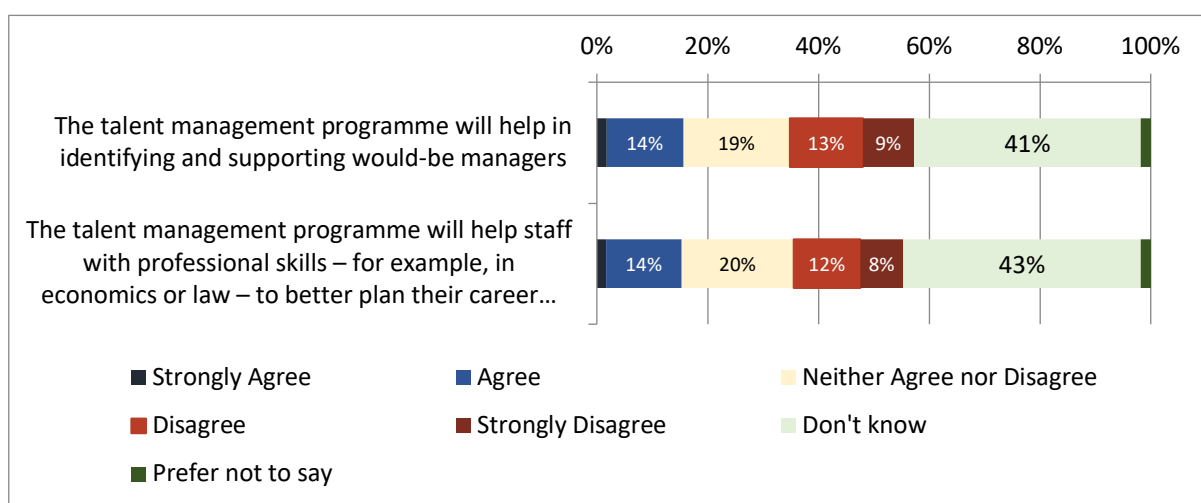 0% 20% 40% 60% 80% 100%
The talent management programme will help in
identifying and supporting would-be managers
14% 19% 13% 9% 41%
The talent management programme will help staff
with professional skills – for example, in
economics or law – to better plan their career…
14% 20% 12% 8% 43%
Strongly Agree Agree Neither Agree nor Disagree
Disagree Strongly Disagree Don't know
Prefer not to say